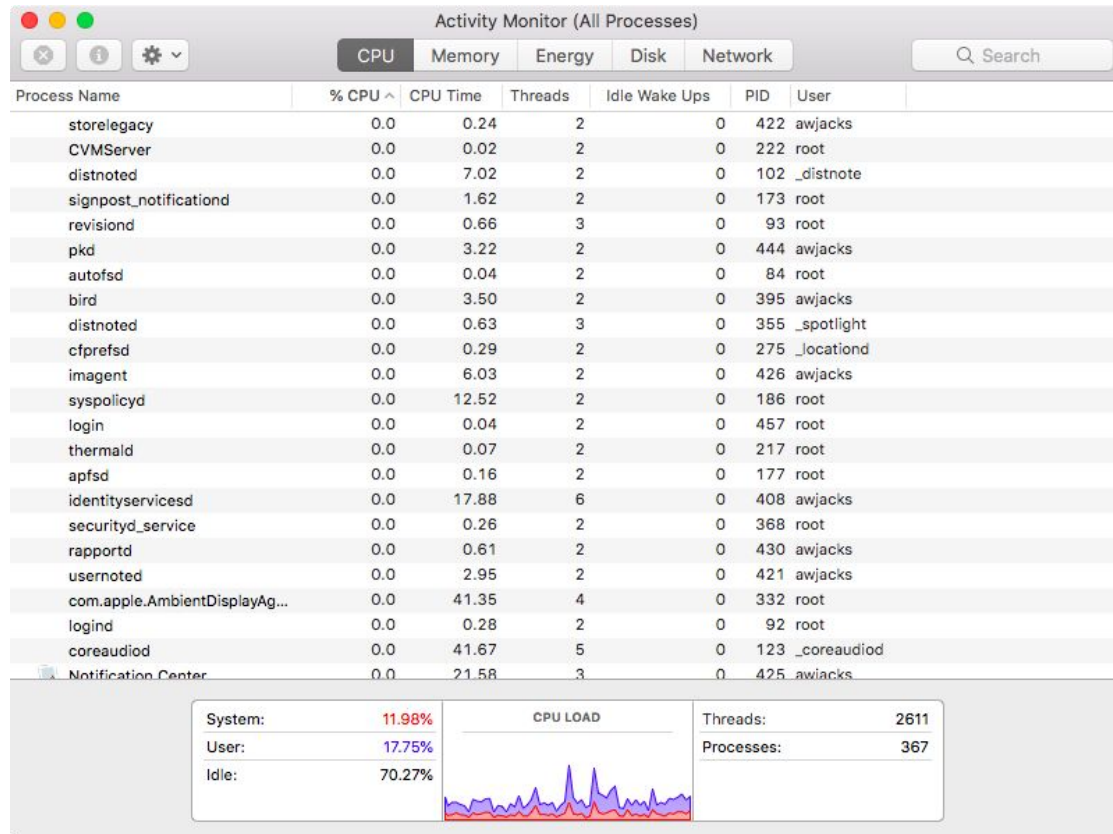 Activity Monitor (All Processes)
CPU Memory Energy Disk Network Search
Process Name % CPU CPU Time Threads Idle Wake Ups PID User
storelegacy 0.0 0.24 2 0 422 awjacks
CVMServer 0.0 0.02 2 0 222 root
distnoted 0.0 7.02 2 0 102 _distnote
signpost_notificationd 0.0 1.62 2 0 173 root
revisiond 0.0 0.66 3 0 93 root
pkd 0.0 3.22 2 0 444 awjacks
autofsd 0.0 0.04 2 0 84 root
bird 0.0 3.50 2 0 395 awjacks
distnoted 0.0 0.63 3 0 355 _spotlight
cfprefsd 0.0 0.29 2 0 275 _locationd
imagent 0.0 6.03 2 0 426 awjacks
syspolicyd 0.0 12.52 2 0 186 root
login 0.0 0.04 2 0 457 root
thermald 0.0 0.07 2 0 217 root
apfsd 0.0 0.16 2 0 177 root
identityservicesd 0.0 17.88 6 0 408 awjacks
securityd_service 0.0 0.26 2 0 368 root
rapportd 0.0 0.61 2 0 430 awjacks
usernoted 0.0 2.95 2 0 421 awjacks
com.apple.AmbientDisplayAg... 0.0 41.35 4 0 332 root
logind 0.0 0.28 2 0 92 root
coreaudiod 0.0 41.67 5 0 123 _coreaudiod
Notification Center 0.0 21.58 3 0 425 awjacks
System: 11.98% CPU LOAD Threads: 2611
User: 17.75% Processes: 367
Idle: 70.27%